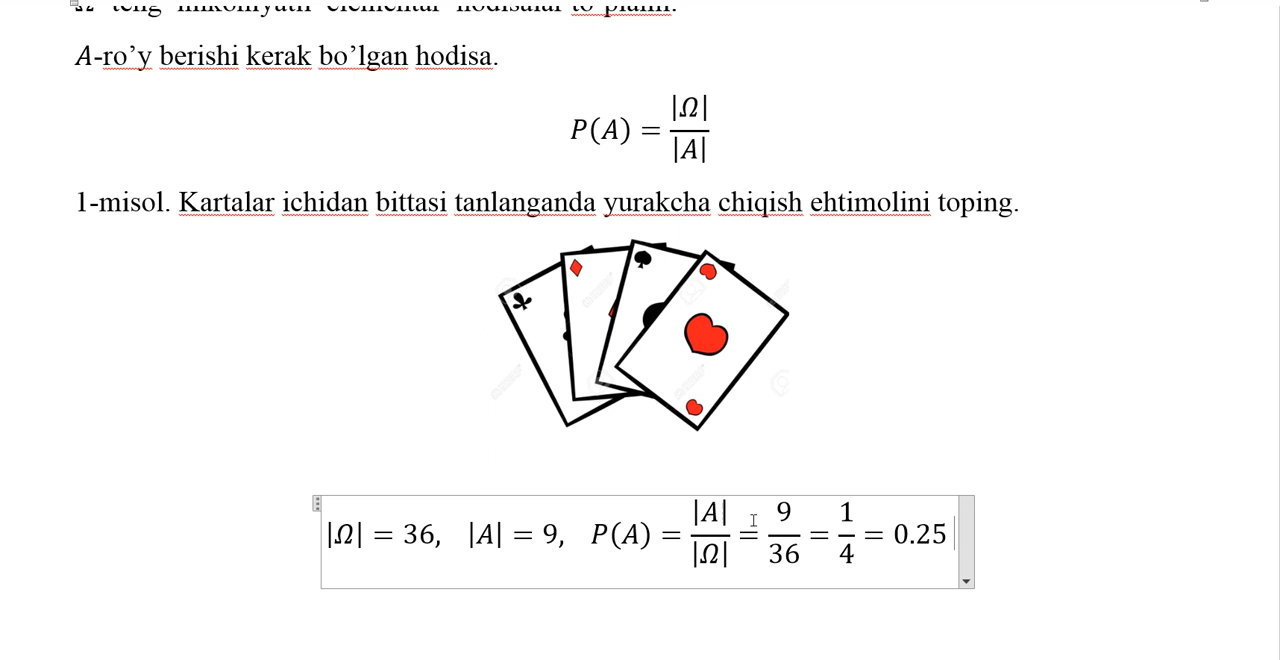 A-ro’y berishi kerak bo’lgan hodisa.
P(A) = |Ω| / |A|
1-misol. Kartalar ichidan bittasi tanlanganda yurakcha chiqish ehtimolini toping.
|Ω| = 36, |A| = 9, P(A) = |A| / |Ω| = 9 / 36 = 1 / 4 = 0.25